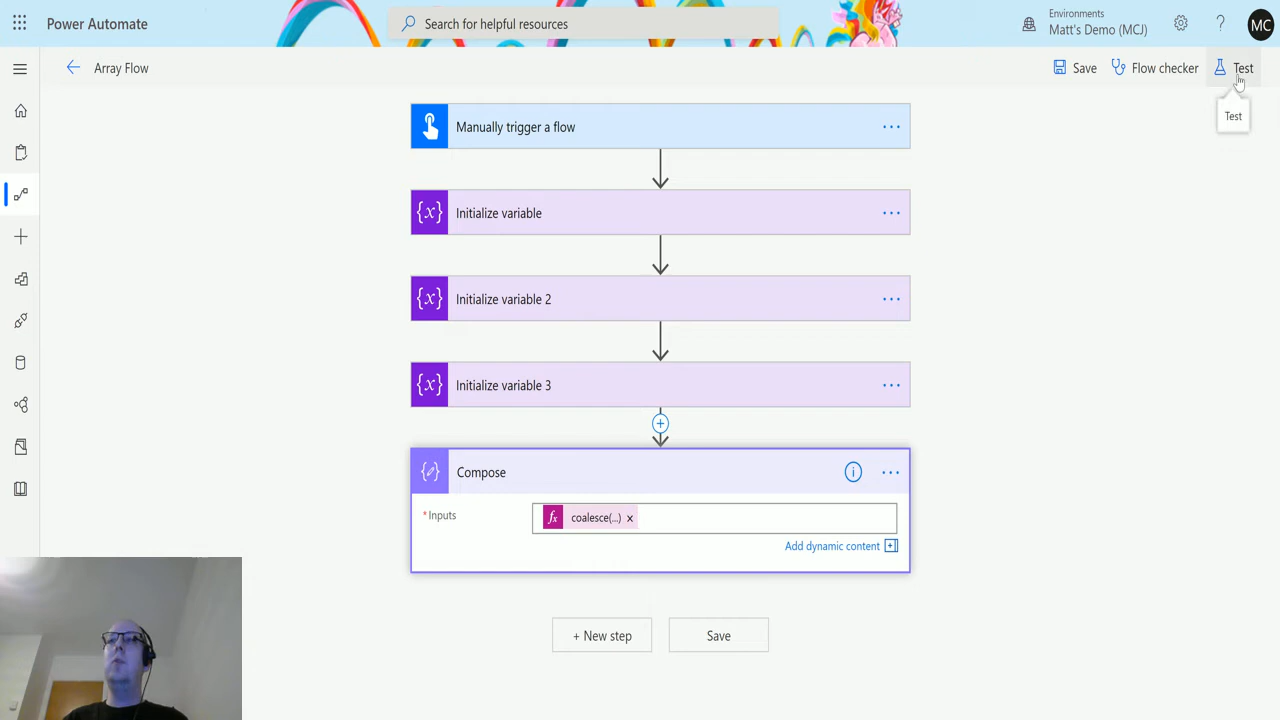 Power Automate
Search for helpful resources
Environments
Matt's Demo (MCJ)
?
MC
Array Flow
Save
Flow checker
Test
Test
Manually trigger a flow
...
{x}
Initialize variable
...
{x}
Initialize variable 2
...
{x}
Initialize variable 3
...
Compose
i
...
*Inputs
fx
coalesce(...) x
Add dynamic content
+ New step
Save